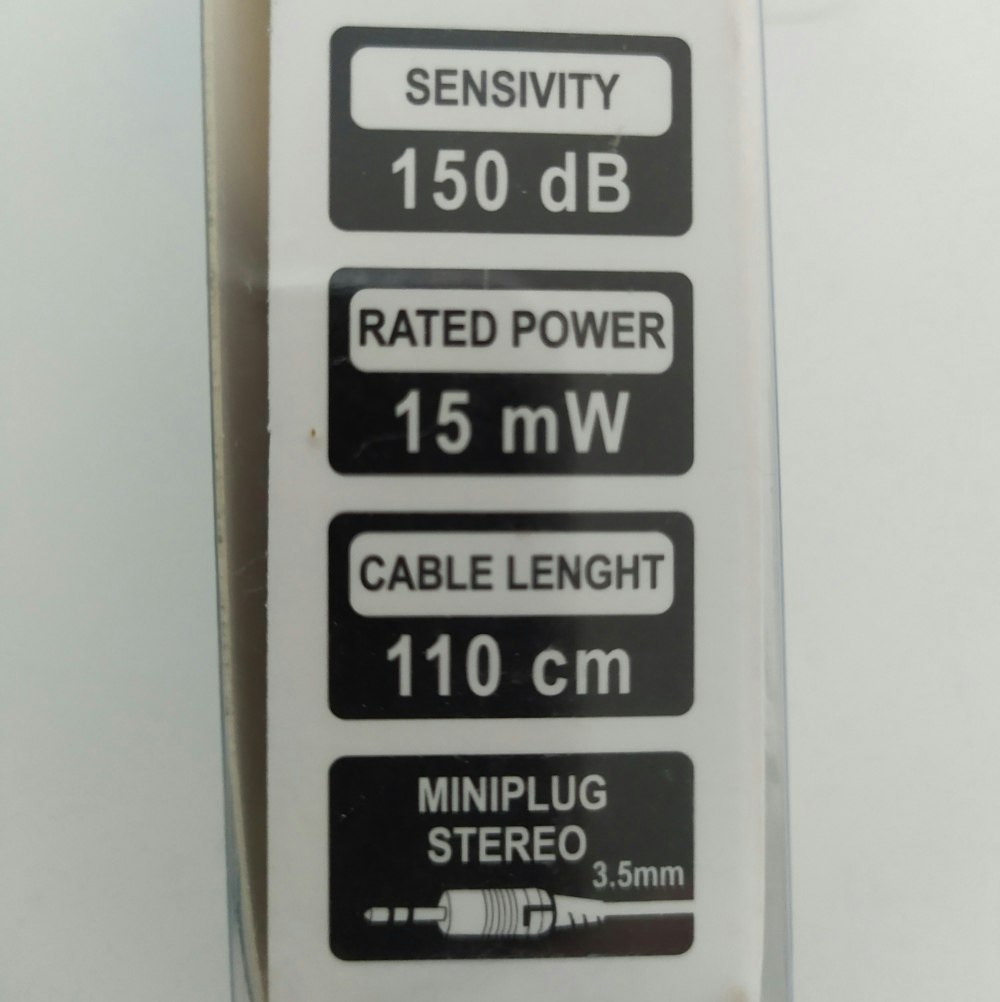 SENSIVITY
150 dB
RATED POWER
15 mW
CABLE LENGHT
110 cm
MINIPLUG
STEREO
3.5mm